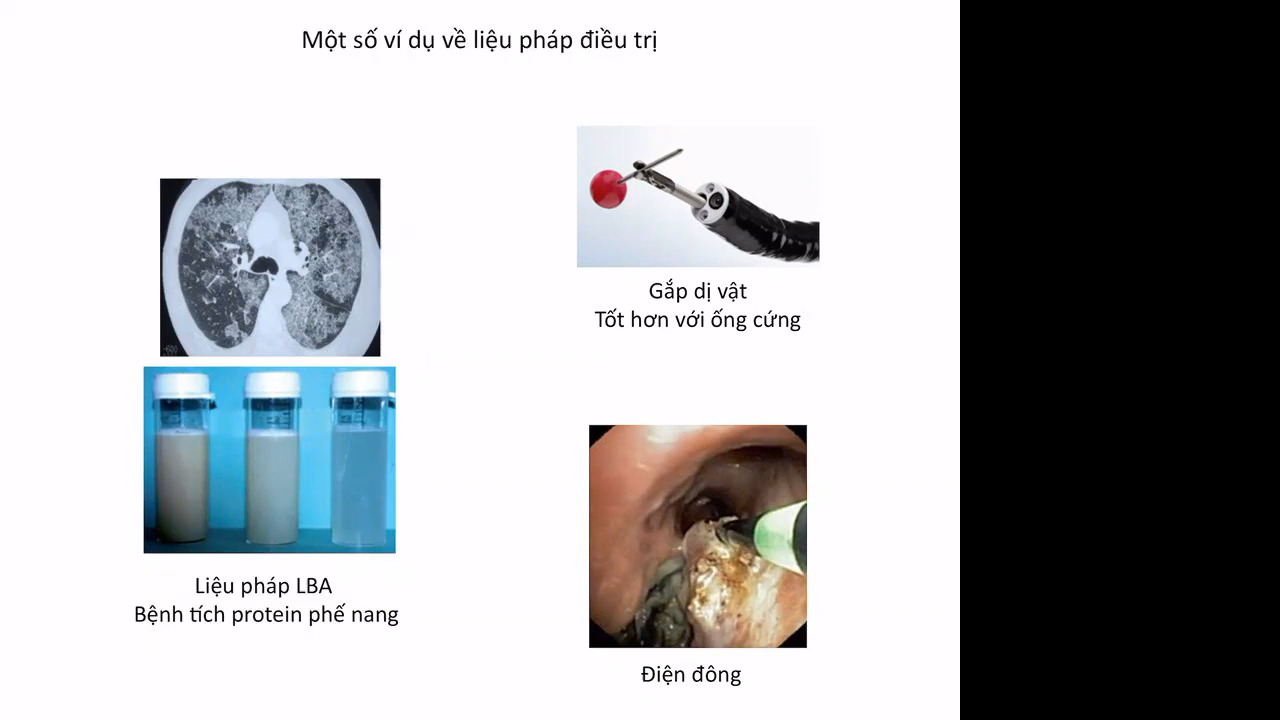 Một số ví dụ về liệu pháp điều trị
Gắp dị vật
Tốt hơn với ống cứng
Liệu pháp LBA
Bệnh tích protein phế nang
Điện đông